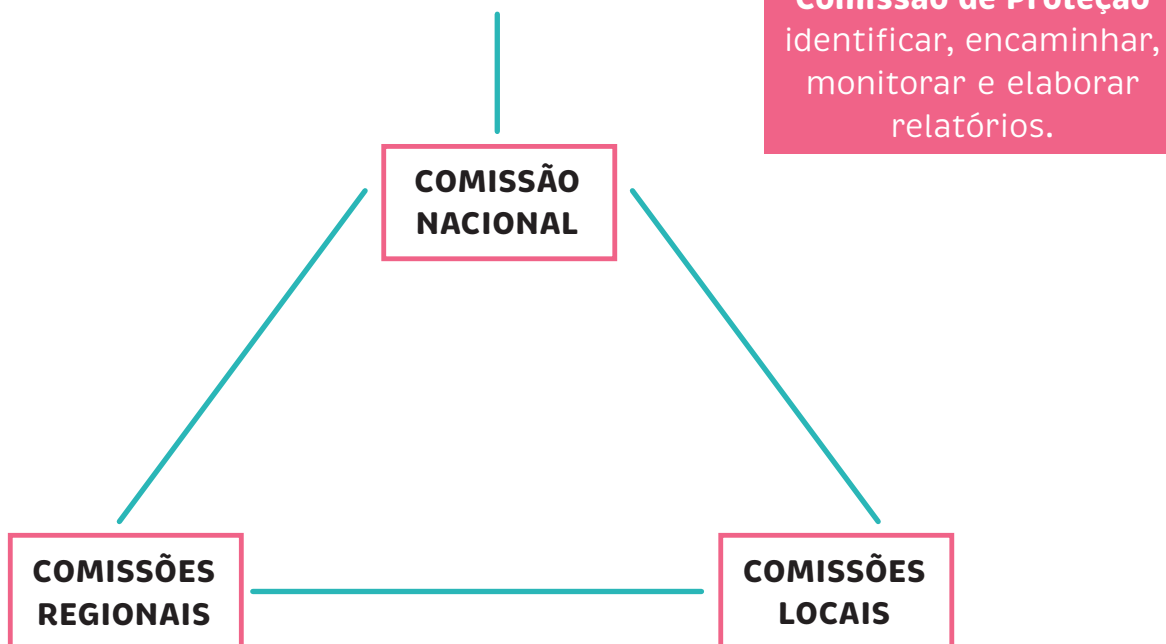 Comissão de Proteção
identificar, encaminhar,
monitorar e elaborar
relatórios.
COMISSÃO
NACIONAL
COMISSÕES
REGIONAIS
COMISSÕES
LOCAIS